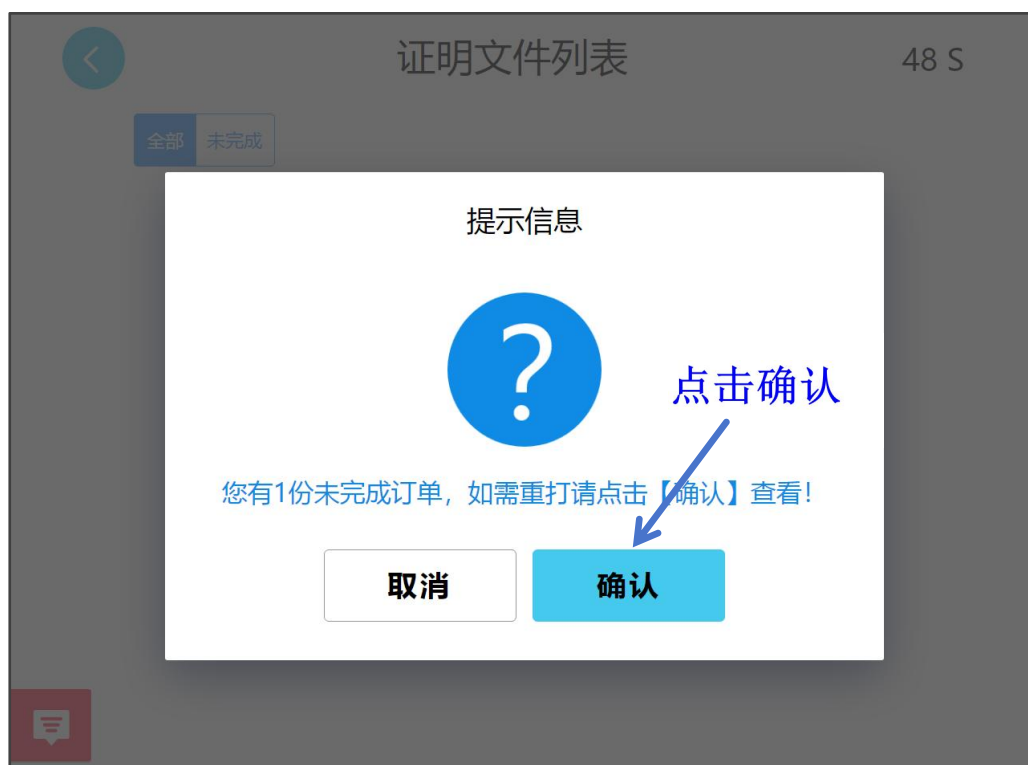 证明文件列表
48 S
全部 未完成
提示信息
?
点击确认
您有1份未完成订单，如需重打请点击【确认】查看!
取消
确认